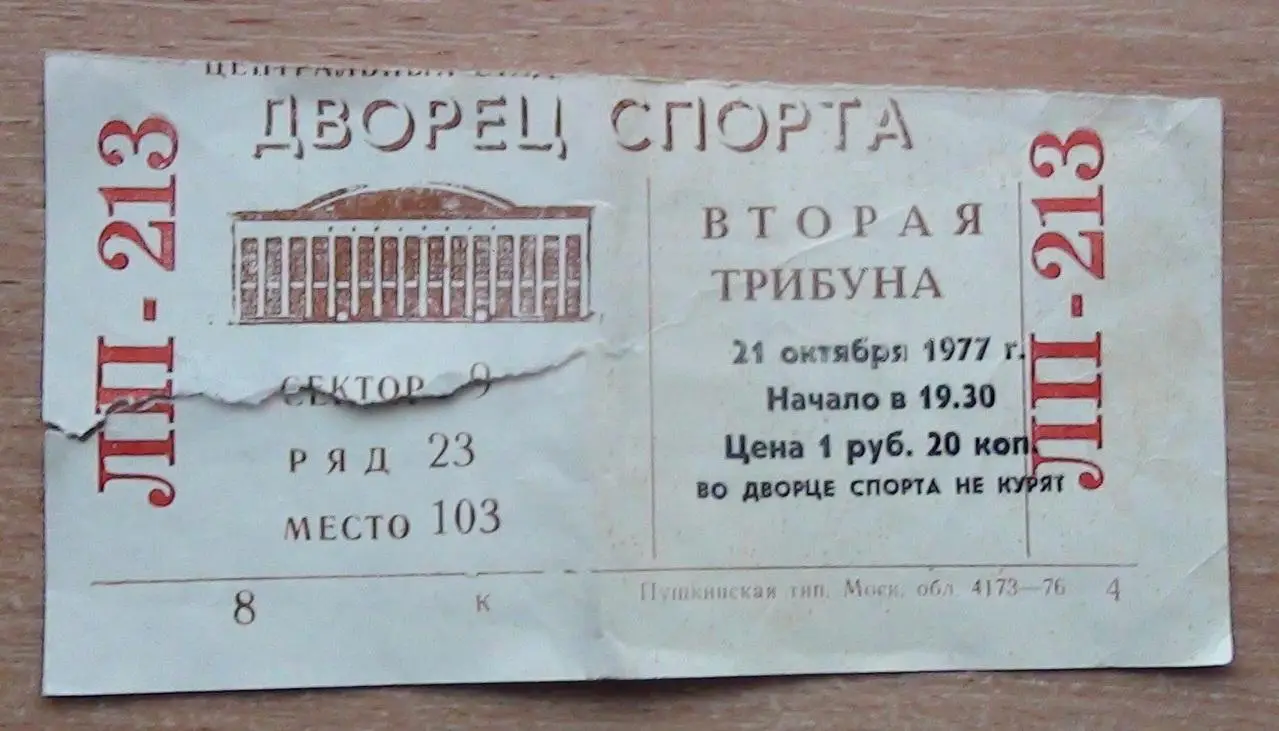 ЦЕНТРАЛЬНЫЙ
ДВОРЕЦ СПОРТА
ЛП - 213
СЕКТОР 9
РЯД 23
МЕСТО 103
ВТОРАЯ
ТРИБУНА
21 октября 1977 г.
Начало в 19.30
Цена 1 руб. 20 коп.
ВО ДВОРЦЕ СПОРТА НЕ КУРЯТ
ЛП - 213
8 К Пушкинская тип. Моск. обл. 4173—76 4